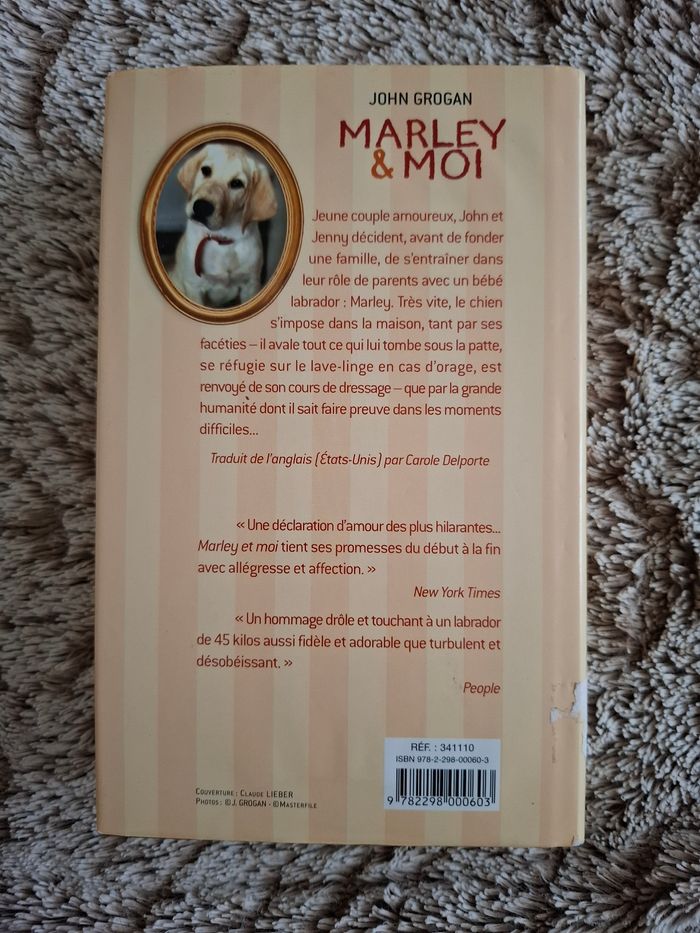 JOHN GROGAN
MARLEY
& MOI
Jeune couple amoureux, John et
Jenny décident, avant de fonder
une famille, de s'entraîner dans
leur rôle de parents avec un bébé
labrador : Marley. Très vite, le chien
s'impose dans la maison, tant par ses
facéties – il avale tout ce qui lui tombe sous la patte,
se réfugie sur le lave-linge en cas d'orage, est
renvoyé de son cours de dressage – que par la grande
humanité dont il sait faire preuve dans les moments
difficiles...
Traduit de l'anglais (États-Unis) par Carole Delporte
« Une déclaration d'amour des plus hilarantes...
Marley et moi tient ses promesses du début à la fin
avec allégresse et affection. »
New York Times
« Un hommage drôle et touchant à un labrador
de 45 kilos aussi fidèle et adorable que turbulent et
désobéissant. »
People
RÉF. : 341110
ISBN 978-2-298-00060-3
9 782298 000603
COUVERTURE : CLAUDE LIEBER
PHOTOS : © J. GROGAN - © MASTERFILE